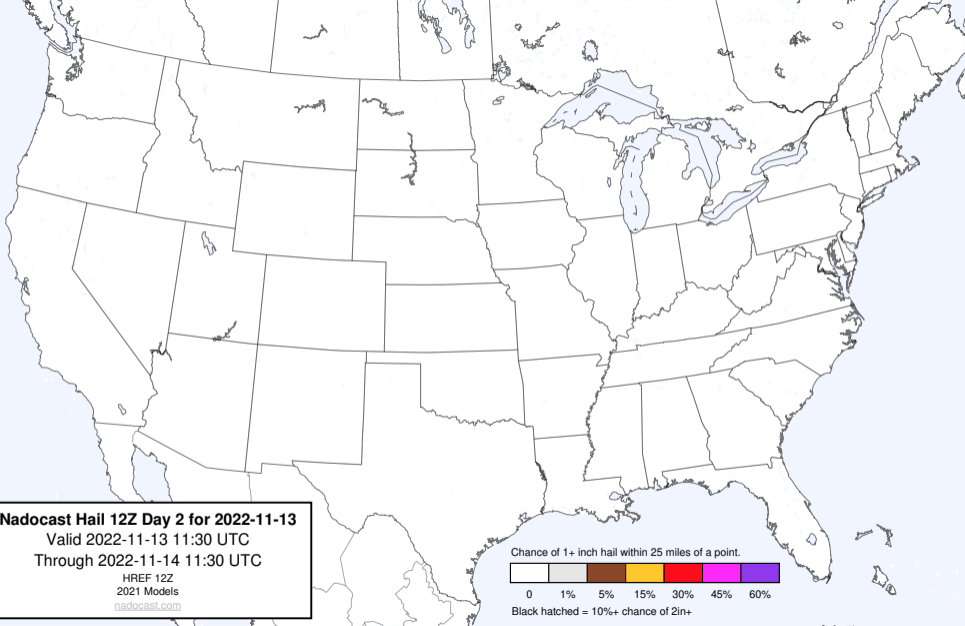 Nadocast Hail 12Z Day 2 for 2022-11-13
Valid 2022-11-13 11:30 UTC
Through 2022-11-14 11:30 UTC
HREF 12Z
2021 Models
nadocast.com
Chance of 1+ inch hail within 25 miles of a point.
0 1% 5% 15% 30% 45% 60%
Black hatched = 10%+ chance of 2in+